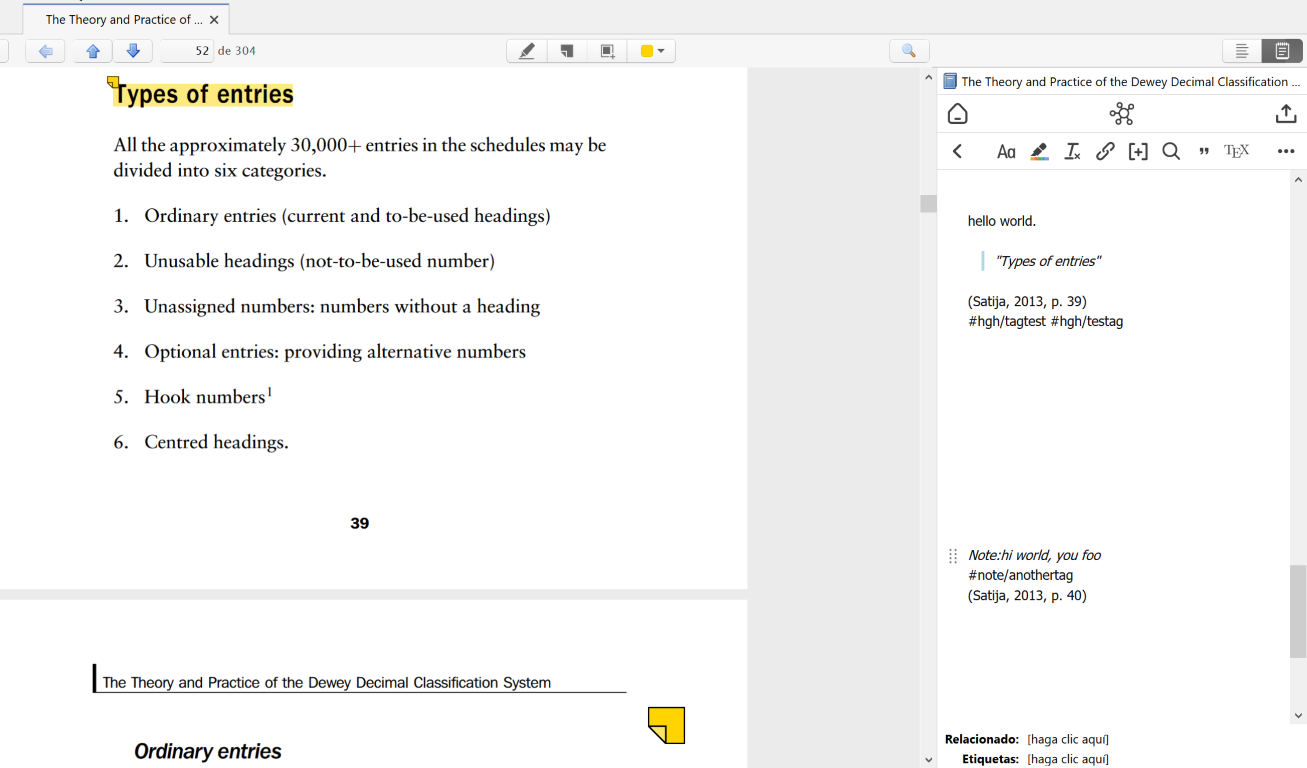 The Theory and Practice of ... ×
52 de 304
Types of entries
All the approximately 30,000+ entries in the schedules may be
divided into six categories.
1. Ordinary entries (current and to-be-used headings)
2. Unusable headings (not-to-be-used number)
3. Unassigned numbers: numbers without a heading
4. Optional entries: providing alternative numbers
5. Hook numbers¹
6. Centred headings.
39
The Theory and Practice of the Dewey Decimal Classification System
Ordinary entries
The Theory and Practice of the Dewey Decimal Classification ...
Aa TEX
hello world.
"Types of entries"
(Satija, 2013, p. 39)
#hgh/tagtest #hgh/testag
Note:hi world, you foo
#note/anothertag
(Satija, 2013, p. 40)
Relacionado: [haga clic aquí]
Etiquetas: [haga clic aquí]